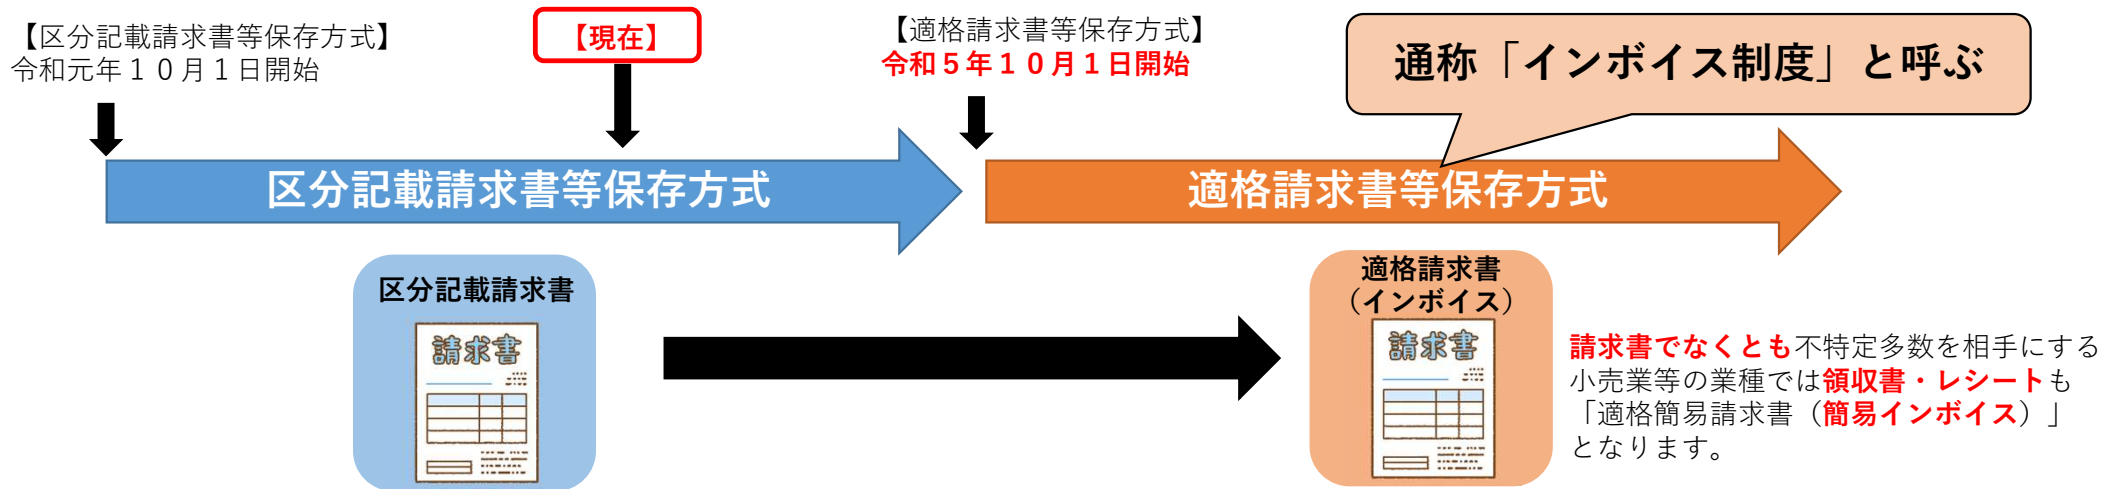 【区分記載請求書等保存方式】
令和元年１０月１日開始
【現在】
【適格請求書等保存方式】
令和５年１０月１日開始
通称「インボイス制度」と呼ぶ
区分記載請求書等保存方式
適格請求書等保存方式
区分記載請求書
請求書
適格請求書
（インボイス）
請求書
請求書でなくとも不特定多数を相手にする
小売業等の業種では領収書・レシートも
「適格簡易請求書（簡易インボイス）」
となります。